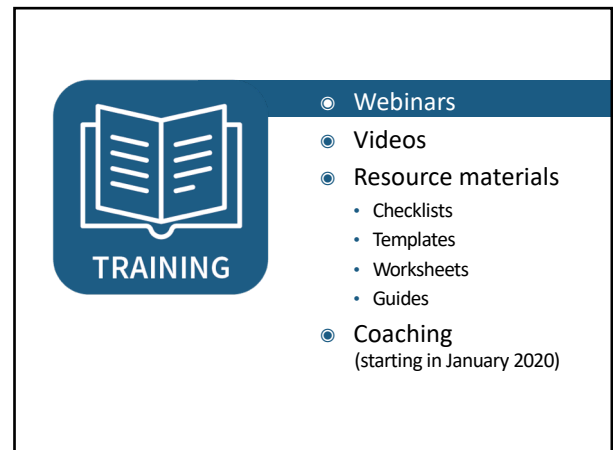 TRAINING
Webinars
Videos
Resource materials
Checklists
Templates
Worksheets
Guides
Coaching
(starting in January 2020)